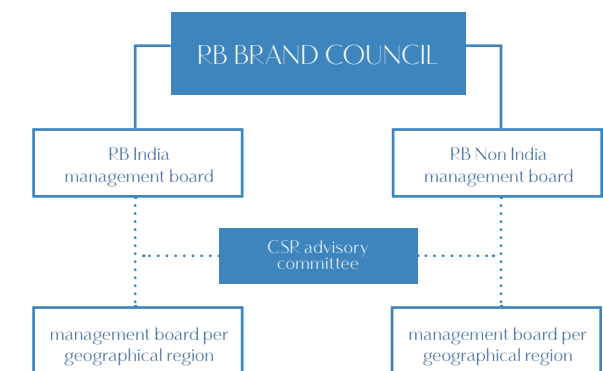 RB BRAND COUNCIL
RB India
management board
RB Non India
management board
CSR advisory
committee
management board per
geographical region
management board per
geographical region